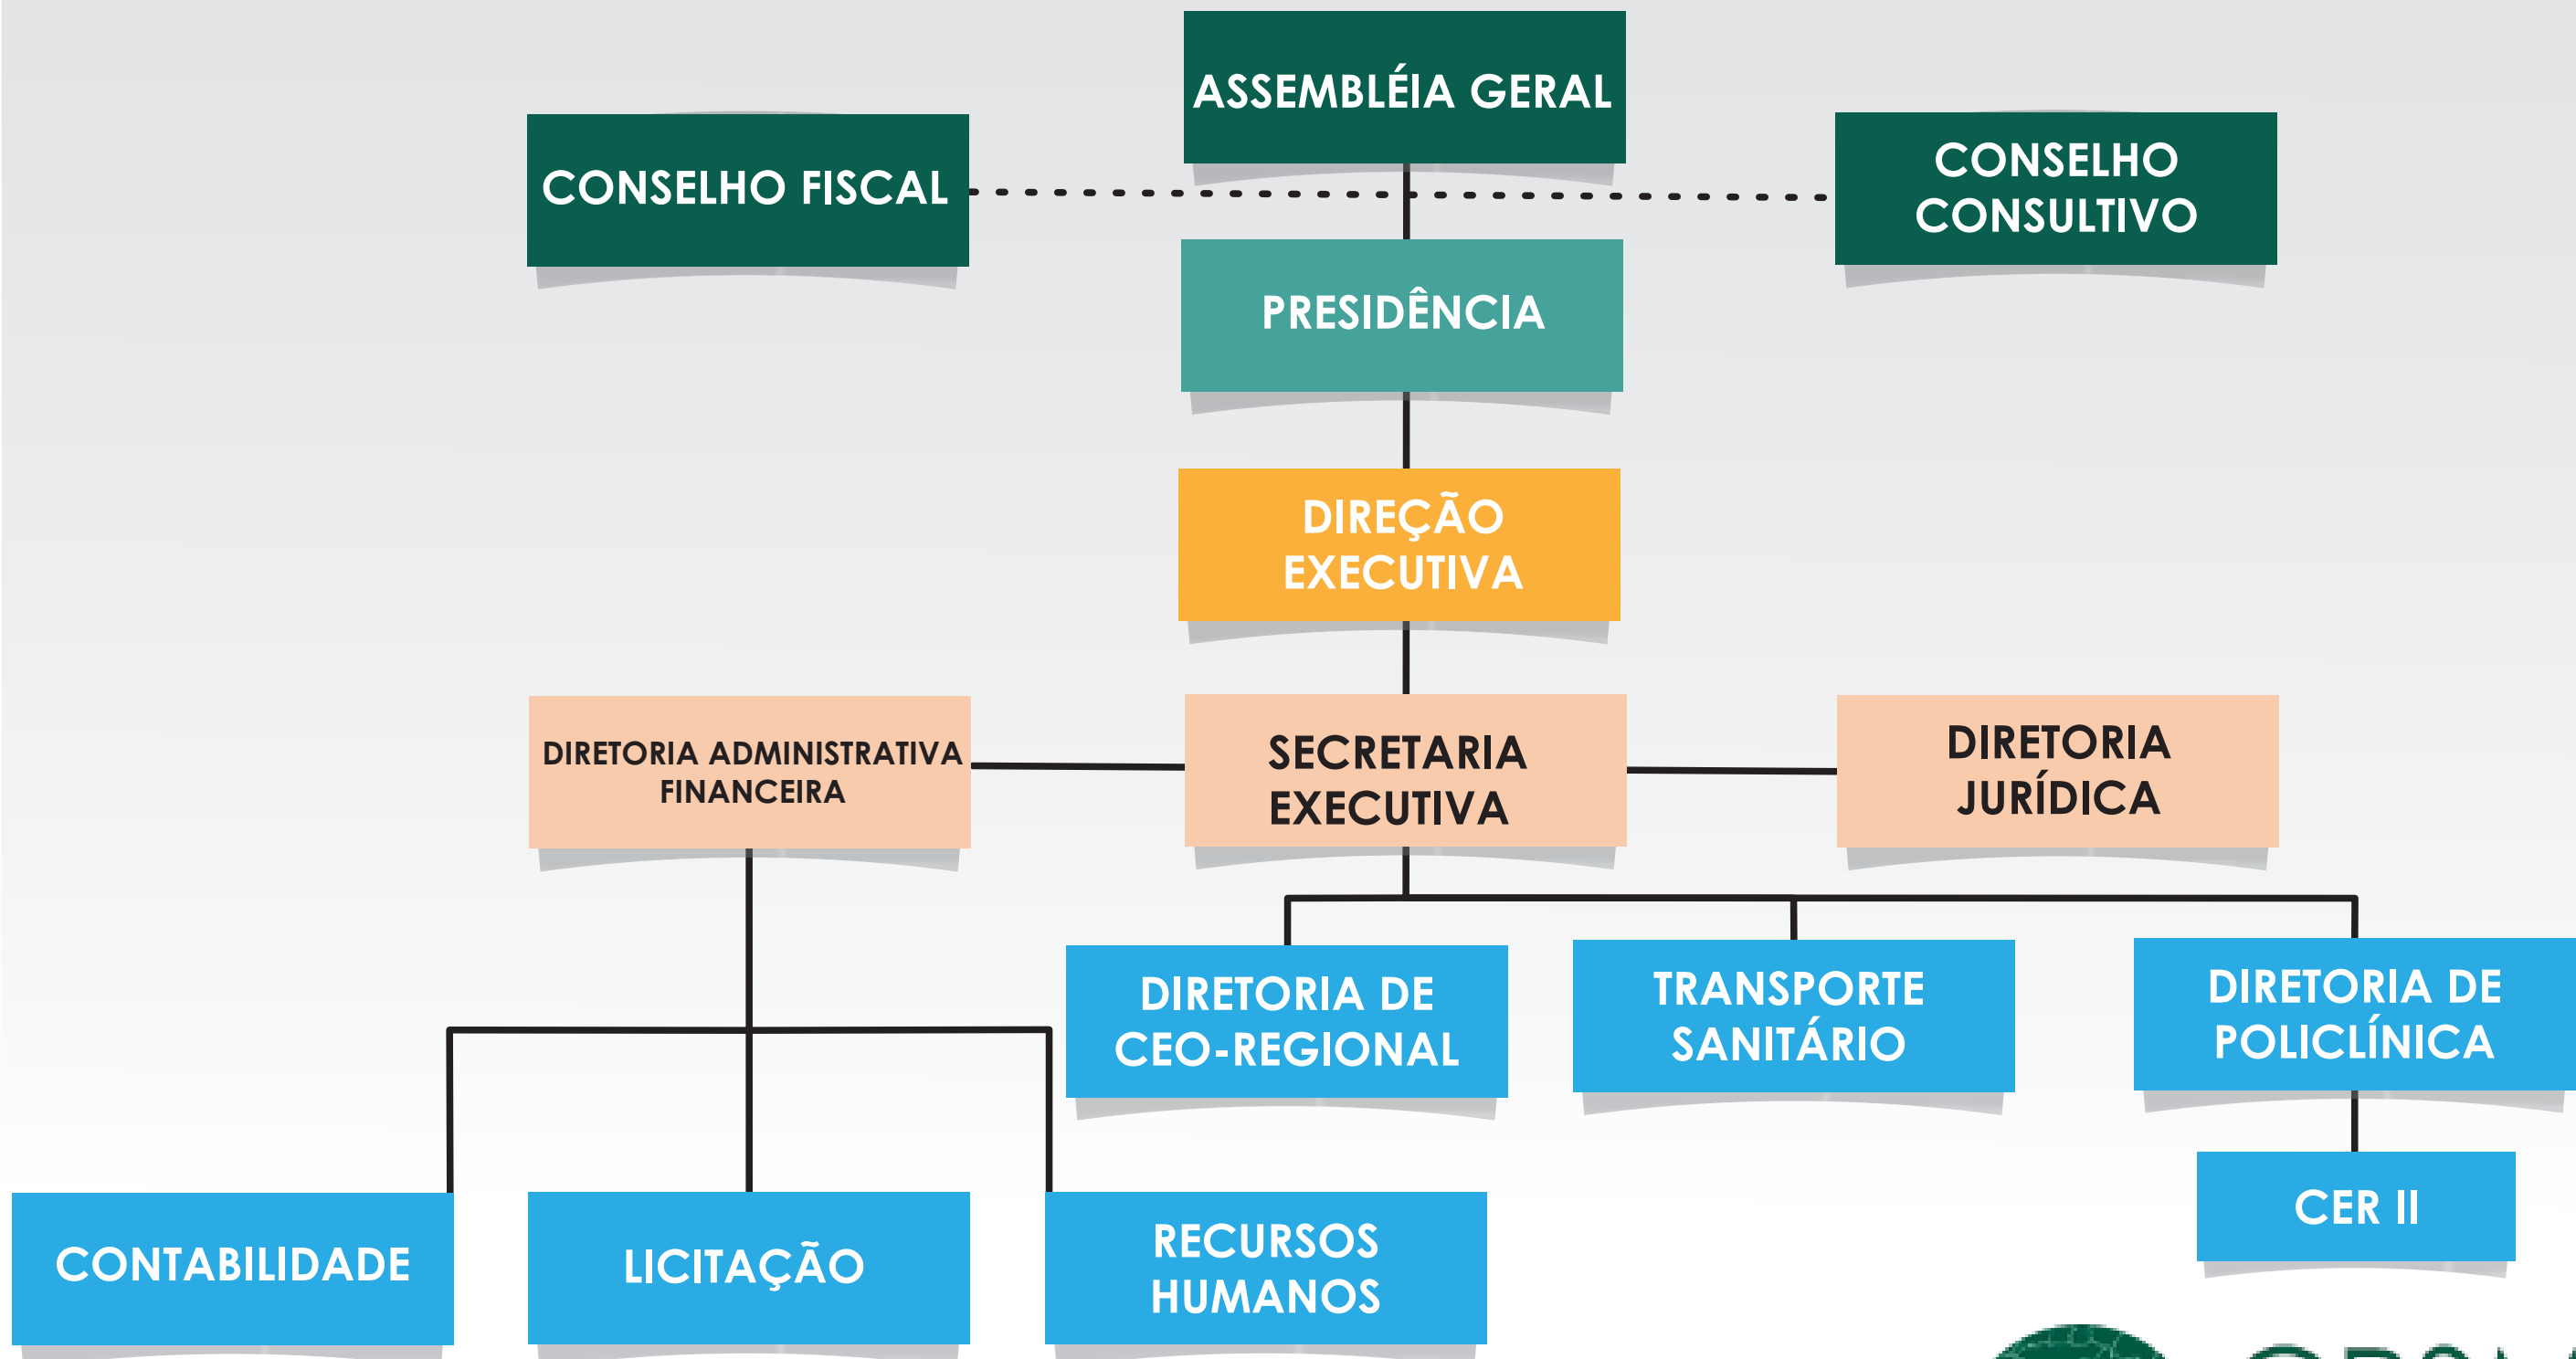 ASSEMBLÉIA GERAL
CONSELHO FISCAL
CONSELHO
CONSULTIVO
PRESIDÊNCIA
DIREÇÃO
EXECUTIVA
DIRETORIA ADMINISTRATIVA
FINANCEIRA
SECRETARIA
EXECUTIVA
DIRETORIA
JURÍDICA
DIRETORIA DE
CEO-REGIONAL
TRANSPORTE
SANITÁRIO
DIRETORIA DE
POLICLÍNICA
CER II
CONTABILIDADE
LICITAÇÃO
RECURSOS
HUMANOS